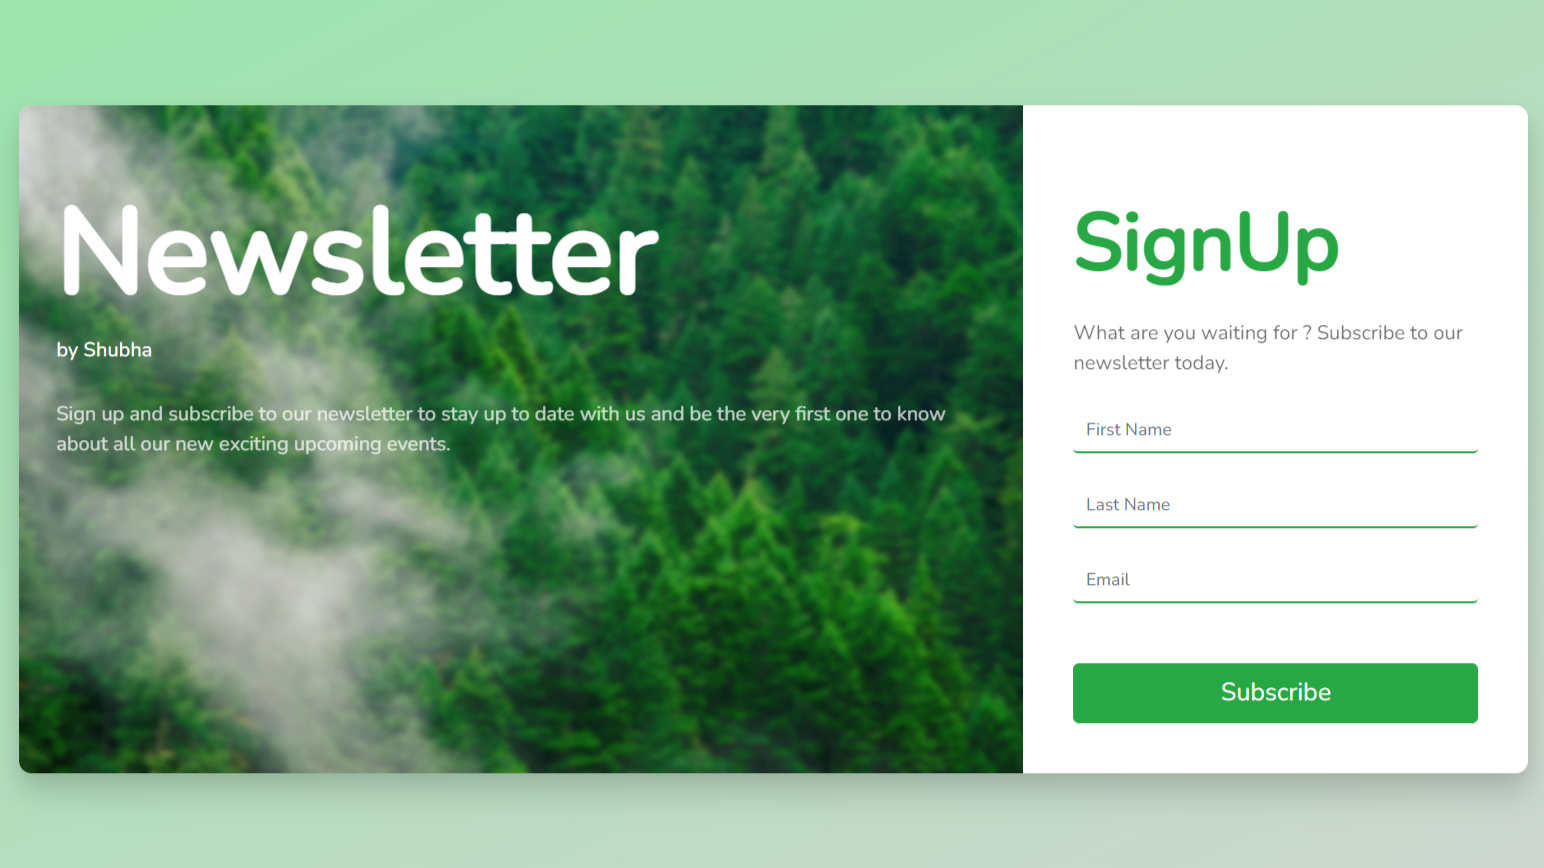 Newsletter
by Shubha
Sign up and subscribe to our newsletter to stay up to date with us and be the very first one to know
about all our new exciting upcoming events.
SignUp
What are you waiting for ? Subscribe to our
newsletter today.
First Name
Last Name
Email
Subscribe